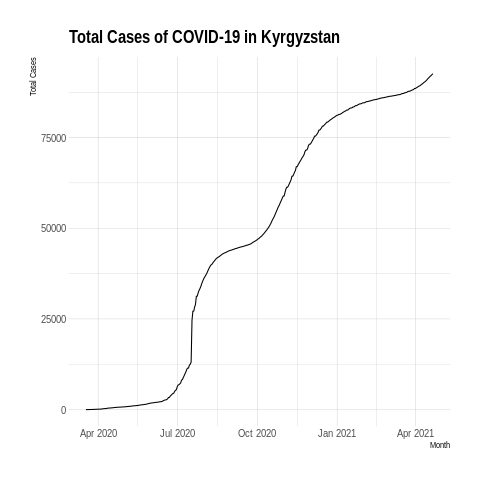 Total Cases of COVID-19 in Kyrgyzstan
Total Cases
75000
50000
25000
0
Apr 2020 Jul 2020 Oct 2020 Jan 2021 Apr 2021
Month